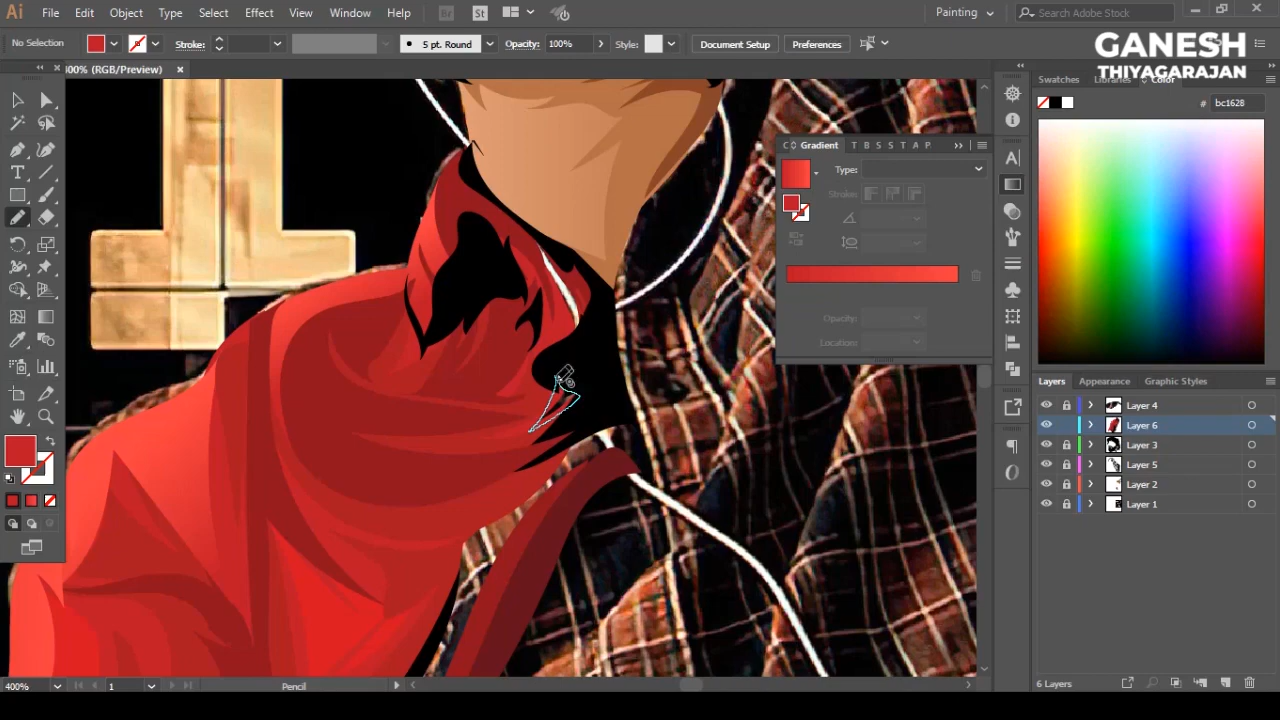 Ai File Edit Object Type Select Effect View Window Help Br St Painting Search Adobe Stock
No Selection Stroke: 5 pt. Round Opacity: 100% Style: Document Setup Preferences
GANESH
THIYAGARAJAN
00% (RGB/Preview)
Swatches Libraries Color
# bc1628
Gradient T B S S T A P
Type:
Stroke:
Opacity:
Location:
Layers Appearance Graphic Styles
Layer 4
Layer 6
Layer 3
Layer 5
Layer 2
Layer 1
400% 1 Pencil
6 Layers